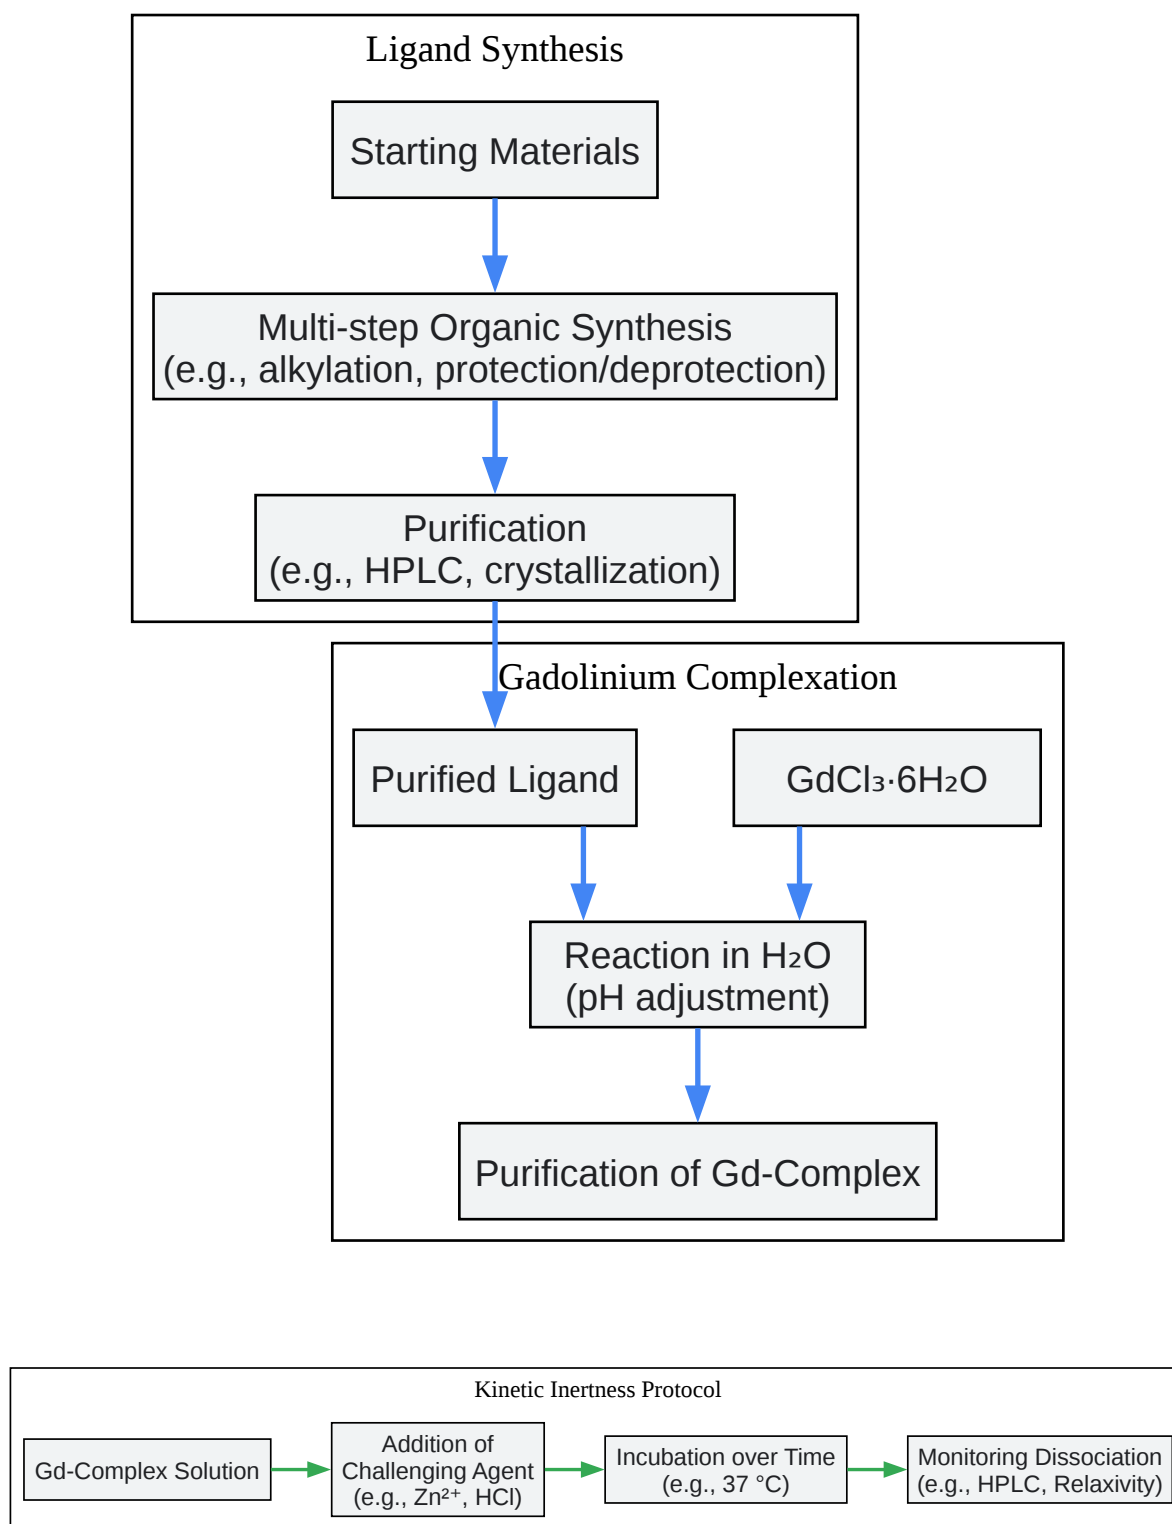 Ligand Synthesis
Starting Materials
Multi-step Organic Synthesis
(e.g., alkylation, protection/deprotection)
Purification
(e.g., HPLC, crystallization)
Gadolinium Complexation
Purified Ligand
GdCl₃·6H₂O
Reaction in H₂O
(pH adjustment)
Purification of Gd-Complex
Kinetic Inertness Protocol
Gd-Complex Solution
Addition of
Challenging Agent
(e.g., Zn²⁺, HCl)
Incubation over Time
(e.g., 37 °C)
Monitoring Dissociation
(e.g., HPLC, Relaxivity)